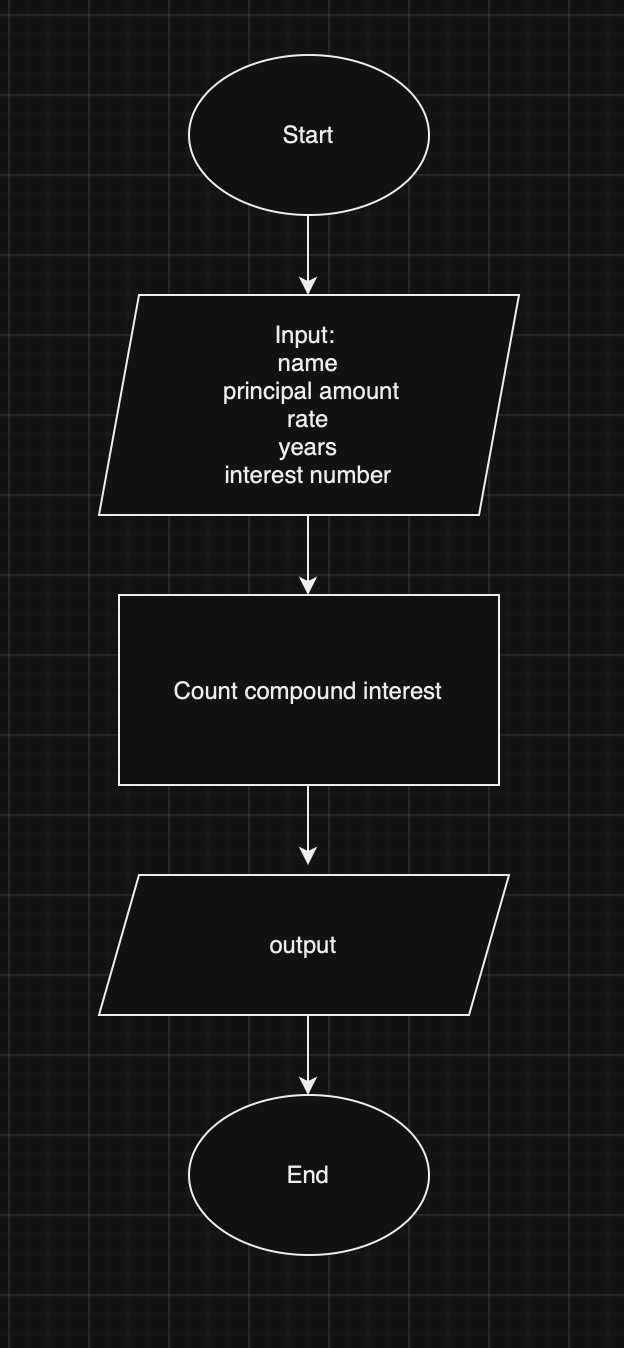 Start
Input:
name
principal amount
rate
years
interest number
Count compound interest
output
End